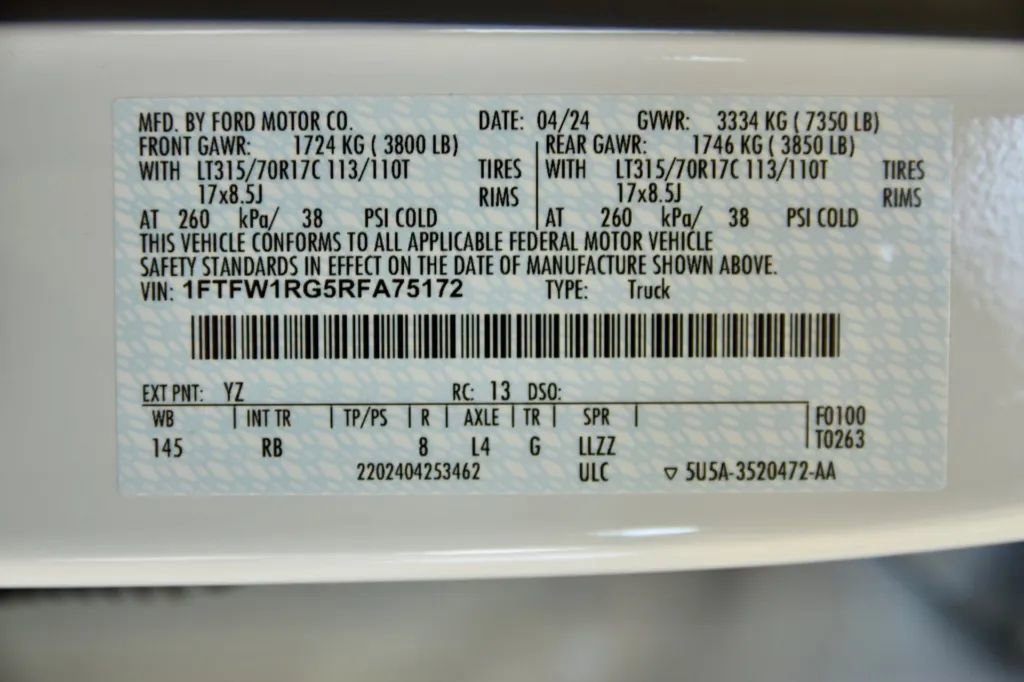 MFD. BY FORD MOTOR CO. DATE: 04/24 GVWR: 3334 KG ( 7350 LB)
FRONT GAWR: 1724 KG ( 3800 LB) REAR GAWR: 1746 KG ( 3850 LB)
WITH LT315/70R17C 113/110T TIRES WITH LT315/70R17C 113/110T TIRES
17x8.5J RIMS 17x8.5J RIMS
AT 260 kPa/ 38 PSI COLD AT 260 kPa/ 38 PSI COLD
THIS VEHICLE CONFORMS TO ALL APPLICABLE FEDERAL MOTOR VEHICLE
SAFETY STANDARDS IN EFFECT ON THE DATE OF MANUFACTURE SHOWN ABOVE.
VIN: 1FTFW1RG5RFA75172 TYPE: Truck
EXT PNT: YZ RC: 13 DSO:
WB INT TR TP/PS R AXLE TR SPR F0100
145 RB 8 L4 G LLZZ T0263
2202404253462 ULC ▽ 5U5A-3520472-AA